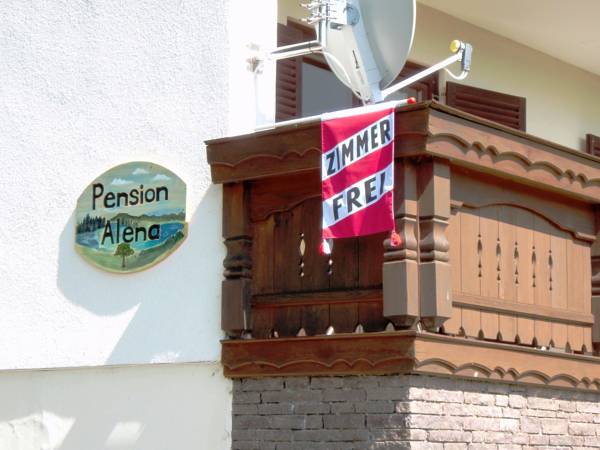 Pension
Alena
ZIMMER
FREI